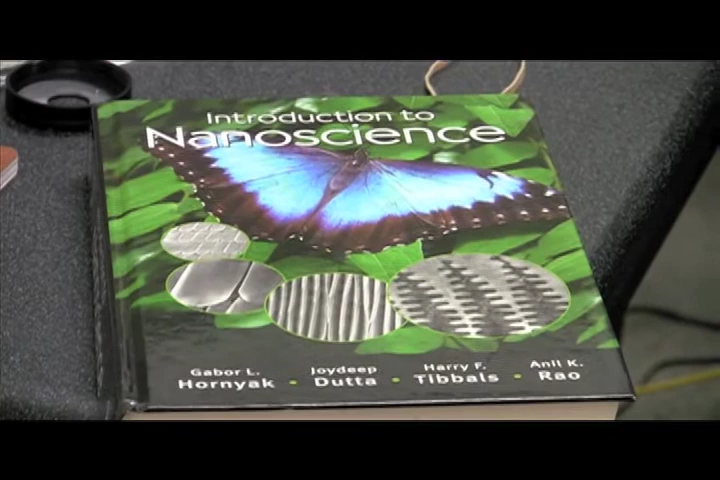 Introduction to
Nanoscience
Gabor L. Joydeep Harry F. Anil K.
Hornyak • Dutta • Tibbals • Rao